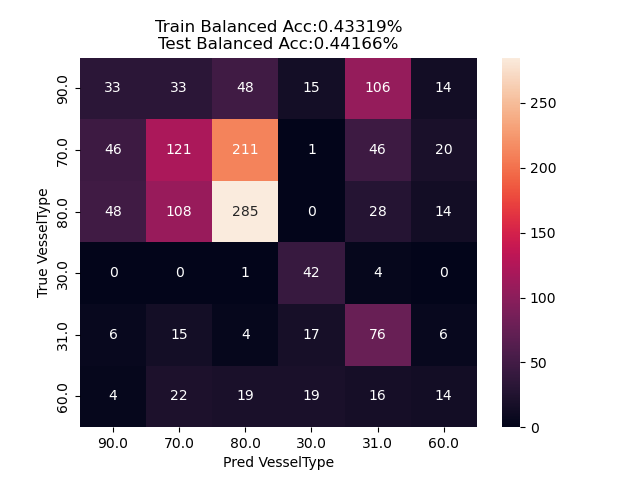 Train Balanced Acc:0.43319%
Test Balanced Acc:0.44166%
True VesselType
90.0 33 33 48 15 106 14
70.0 46 121 211 1 46 20
80.0 48 108 285 0 28 14
30.0 0 0 1 42 4 0
31.0 6 15 4 17 76 6
60.0 4 22 19 19 16 14
90.0 70.0 80.0 30.0 31.0 60.0
Pred VesselType
250
200
150
100
50
0